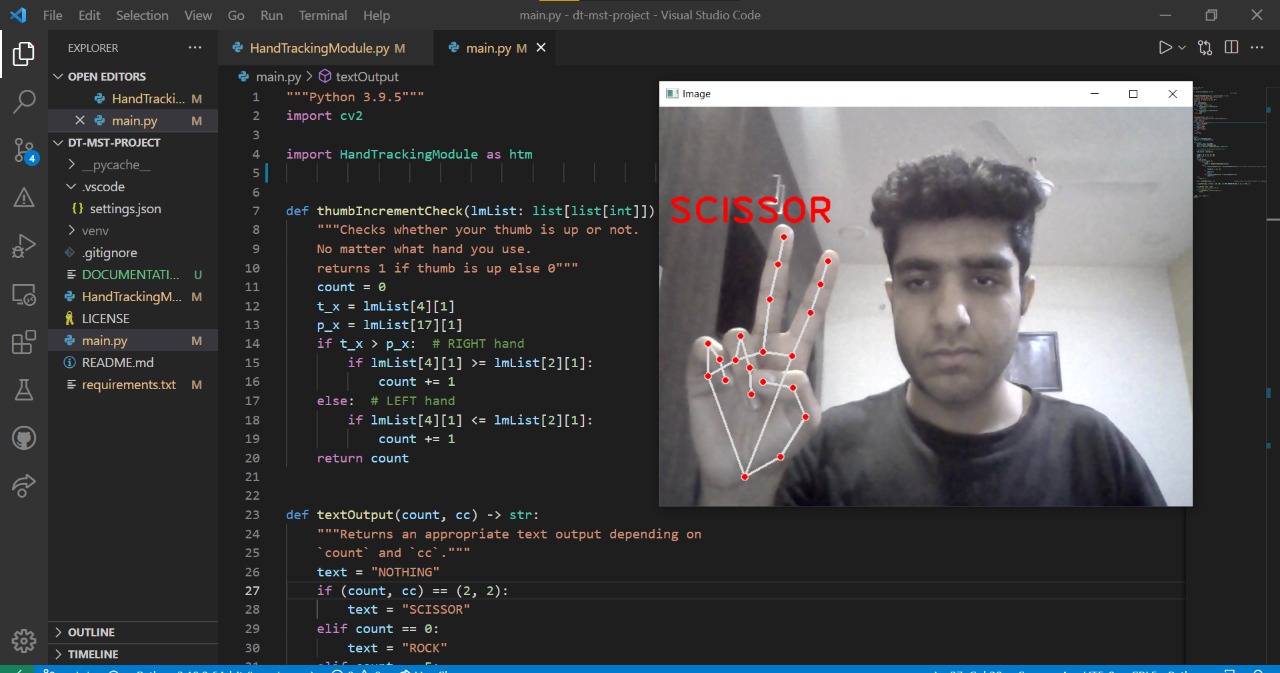 File Edit Selection View Go Run Terminal Help
main.py - dt-mst-project - Visual Studio Code
EXPLORER
HandTrackingModule.py M
main.py M
OPEN EDITORS
HandTracki... M
main.py M
DT-MST-PROJECT
__pycache__
.vscode
{} settings.json
venv
.gitignore
DOCUMENTATI... U
HandTrackingM... M
LICENSE
main.py M
README.md
requirements.txt M
OUTLINE
TIMELINE
4
main.py > textOutput
1 """Python 3.9.5"""
2 import cv2
3
4 import HandTrackingModule as htm
5
6
7 def thumbIncrementCheck(lmList: list[list[int]])
8 """Checks whether your thumb is up or not.
9 No matter what hand you use.
10 returns 1 if thumb is up else 0"""
11 count = 0
12 t_x = lmList[4][1]
13 p_x = lmList[17][1]
14 if t_x > p_x: # RIGHT hand
15 if lmList[4][1] >= lmList[2][1]:
16 count += 1
17 else: # LEFT hand
18 if lmList[4][1] <= lmList[2][1]:
19 count += 1
20 return count
21
22
23 def textOutput(count, cc) -> str:
24 """Returns an appropriate text output depending on
25 `count` and `cc`."""
26 text = "NOTHING"
27 if (count, cc) == (2, 2):
28 text = "SCISSOR"
29 elif count == 0:
30 text = "ROCK"
Image
SCISSOR